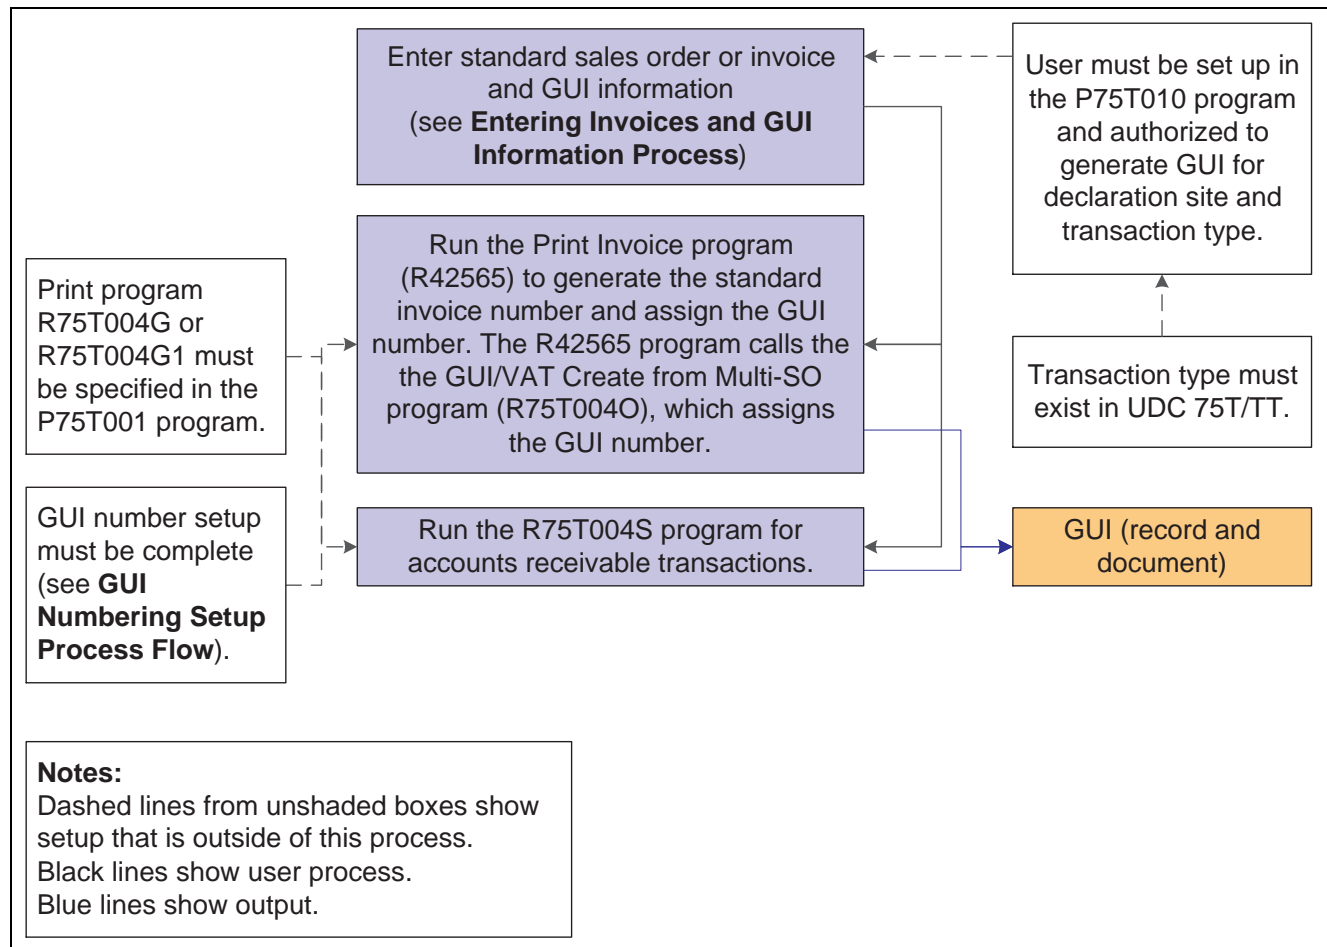 Enter standard sales order or invoice
and GUI information
(see Entering Invoices and GUI
Information Process)
User must be set up in
the P75T010 program
and authorized to
generate GUI for
declaration site and
transaction type.
Print program
R75T004G or
R75T004G1 must
be specified in the
P75T001 program.
Run the Print Invoice program
(R42565) to generate the standard
invoice number and assign the GUI
number. The R42565 program calls the
the GUI/VAT Create from Multi-SO
program (R75T004O), which assigns
the GUI number.
Transaction type must
exist in UDC 75T/TT.
GUI number setup
must be complete
(see GUI
Numbering Setup
Process Flow).
Run the R75T004S program for
accounts receivable transactions.
GUI (record and
document)
Notes:
Dashed lines from unshaded boxes show
setup that is outside of this process.
Black lines show user process.
Blue lines show output.